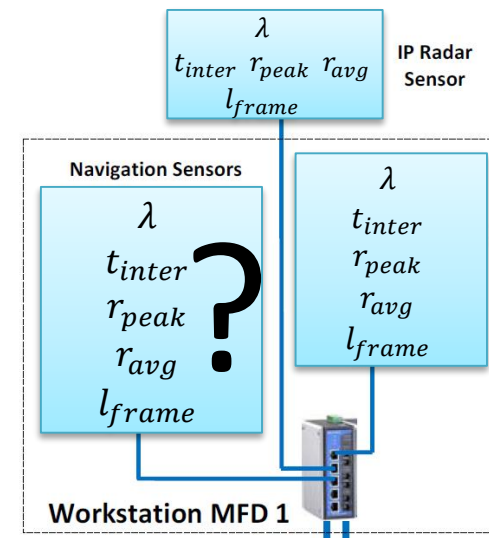 λ
t_inter r_peak r_avg
l_frame
IP Radar
Sensor
Navigation Sensors
λ
t_inter
r_peak
r_avg
l_frame
?
λ
t_inter
r_peak
r_avg
l_frame
Workstation MFD 1